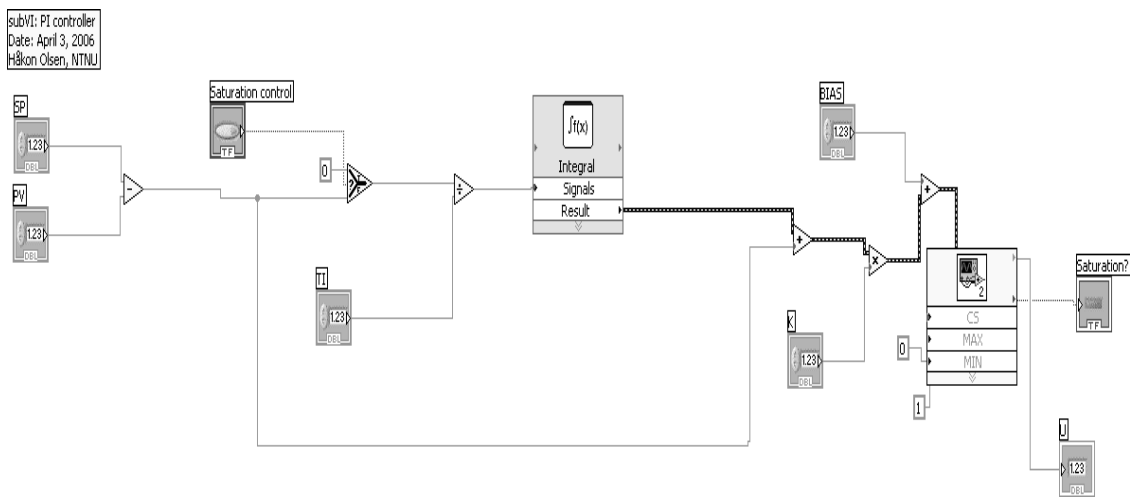 subVI: PI controller
Date: April 3, 2006
Håkon Olsen, NTNU
SP
1.23
DBL
PV
1.23
DBL
Saturation control
TF
0
?
TI
1.23
DBL
∫f(x)
Integral
Signals
Result
BIAS
1.23
DBL
K
1.23
DBL
2
CS
MAX
MIN
0
1
Saturation?
TF
U
1.23
DBL